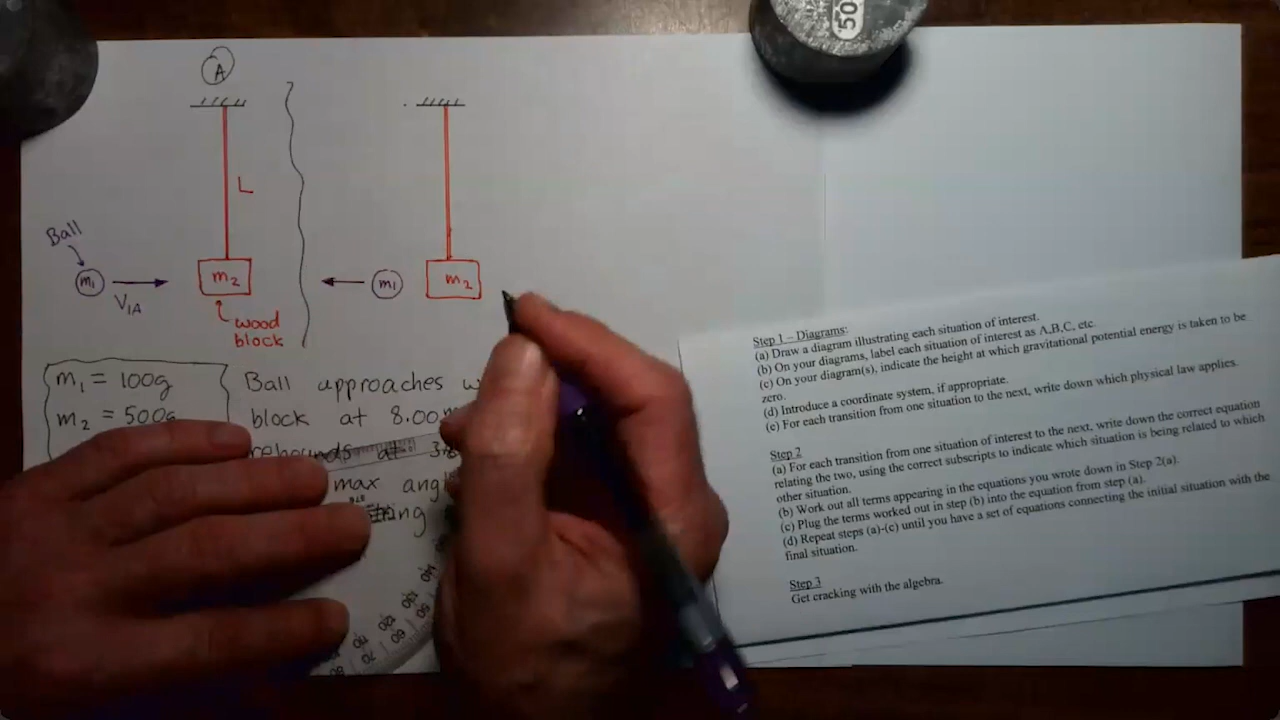 50
A
L
Ball
m1
V1A
m2
wood
block
m1
m2
m1 = 100g
m2 = 500g
Ball approaches
block at 8.00
rebounds at
max
Step 1 – Diagrams:
(a) Draw a diagram illustrating each situation of interest.
(b) On your diagrams, label each situation of interest as A,B,C, etc.
(c) On your diagram(s), indicate the height at which gravitational potential energy is taken to be
zero.
(d) Introduce a coordinate system, if appropriate.
(e) For each transition from one situation to the next, write down which physical law applies.
Step 2
(a) For each transition from one situation of interest to the next, write down the correct equation
relating the two, using the correct subscripts to indicate which situation is being related to which
other situation.
(b) Work out all terms appearing in the equations you wrote down in Step 2(a).
(c) Plug the terms worked out in step (b) into the equation from step (a).
(d) Repeat steps (a)-(c) until you have a set of equations connecting the initial situation with the
final situation.
Step 3
Get cracking with the algebra.